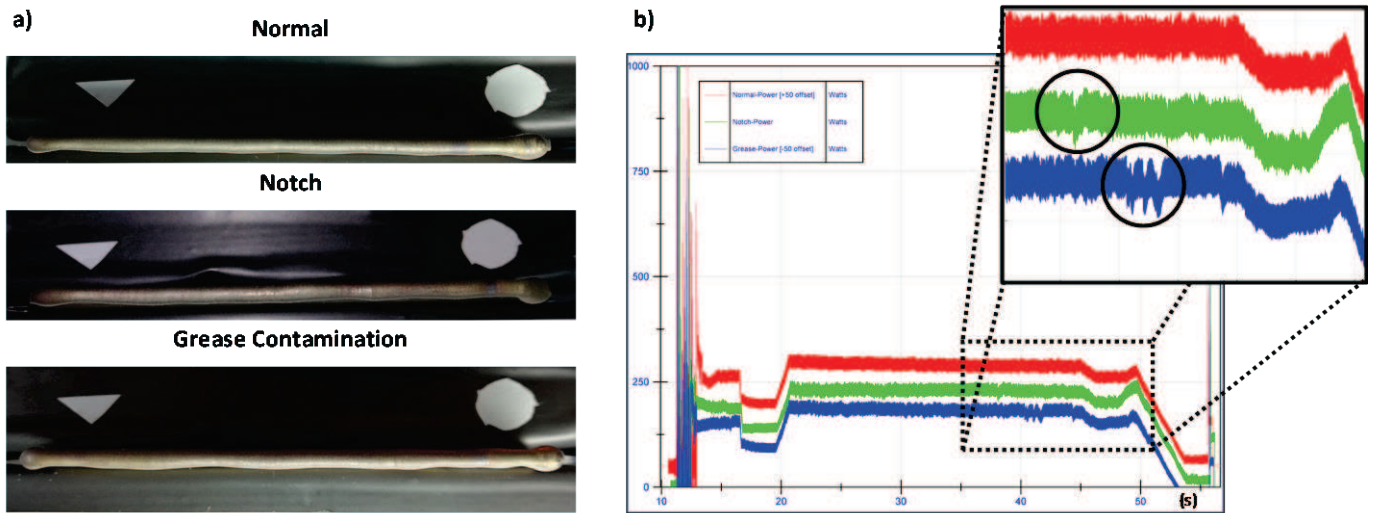 a)
Normal
Notch
Grease Contamination
b)
1000
750
500
250
0
10
20
30
40
50
(s)
Normal-Power [+50 offset] Watts
Notch-Power Watts
Grease-Power [-50 offset] Watts